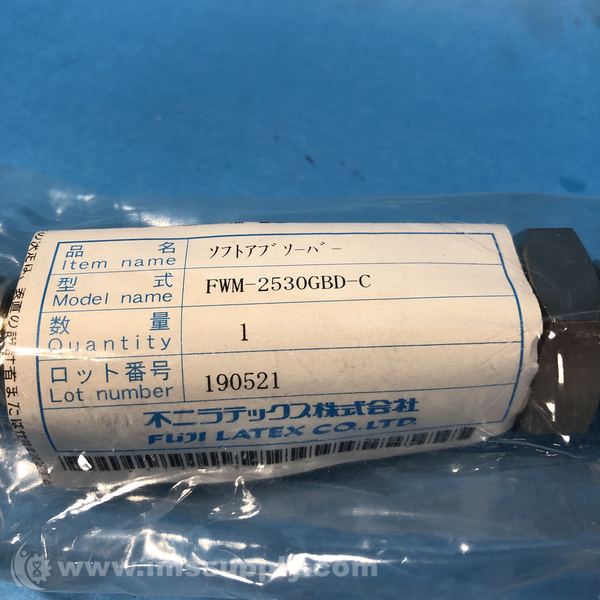 品名 ｿﾌﾄｱﾌﾞｿｰﾊﾞｰ
Item name
型式 FWM-2530GBD-C
Model name
数量 1
Quantity
ロット番号 190521
Lot number
不二ラテックス株式会社
FUJI LATEX CO.,LTD.
www.imssupply.com